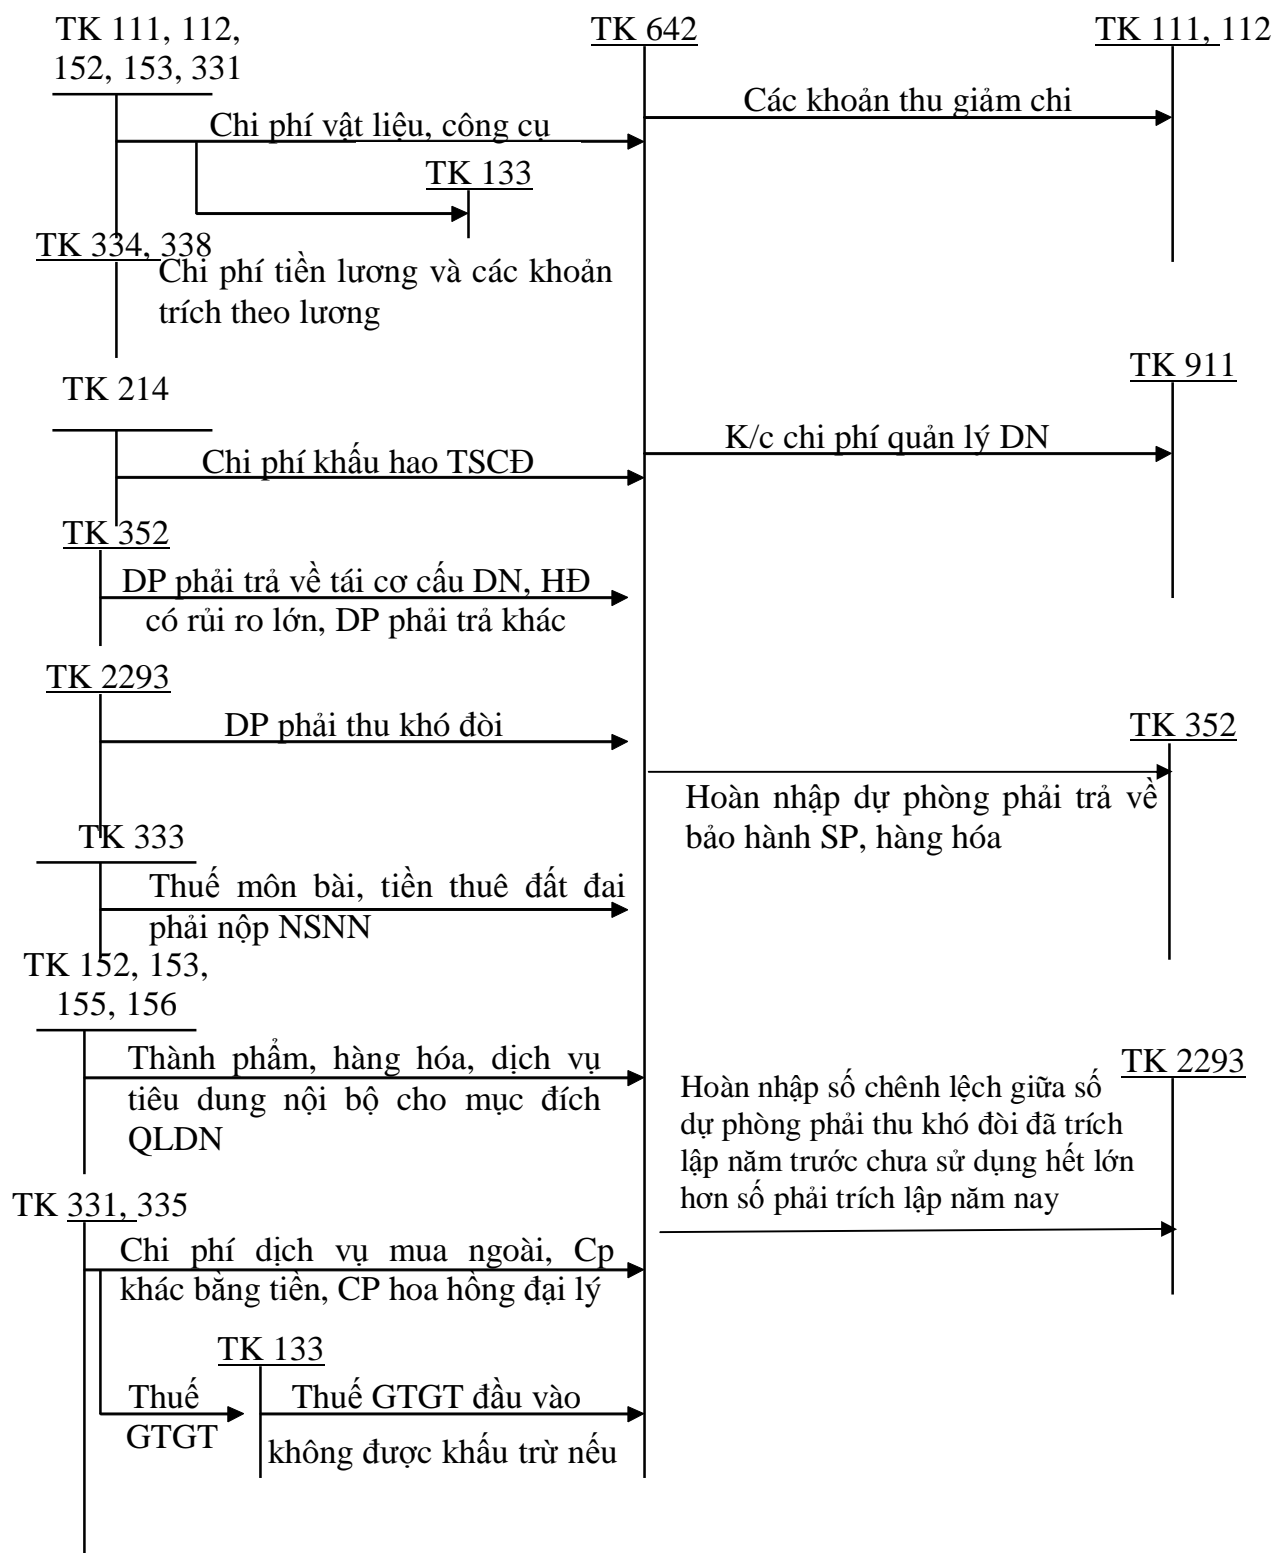 TK 111, 112,
152, 153, 331
TK 642
TK 111, 112
Các khoản thu giảm chi
Chi phí vật liệu, công cụ
TK 133
TK 334, 338
Chi phí tiền lương và các khoản
trích theo lương
TK 911
TK 214
K/c chi phí quản lý DN
Chi phí khấu hao TSCĐ
TK 352
DP phải trả về tái cơ cấu DN, HĐ
có rủi ro lớn, DP phải trả khác
TK 2293
DP phải thu khó đòi
TK 352
Hoàn nhập dự phòng phải trả về
bảo hành SP, hàng hóa
TK 333
Thuế môn bài, tiền thuê đất đai
phải nộp NSNN
TK 152, 153,
155, 156
Thành phẩm, hàng hóa, dịch vụ
tiêu dung nội bộ cho mục đích
QLDN
TK 2293
Hoàn nhập số chênh lệch giữa số
dự phòng phải thu khó đòi đã trích
lập năm trước chưa sử dụng hết lớn
hơn số phải trích lập năm nay
TK 331, 335
Chi phí dịch vụ mua ngoài, Cp
khác bằng tiền, CP hoa hồng đại lý
TK 133
Thuế
GTGT
Thuế GTGT đầu vào
không được khấu trừ nếu